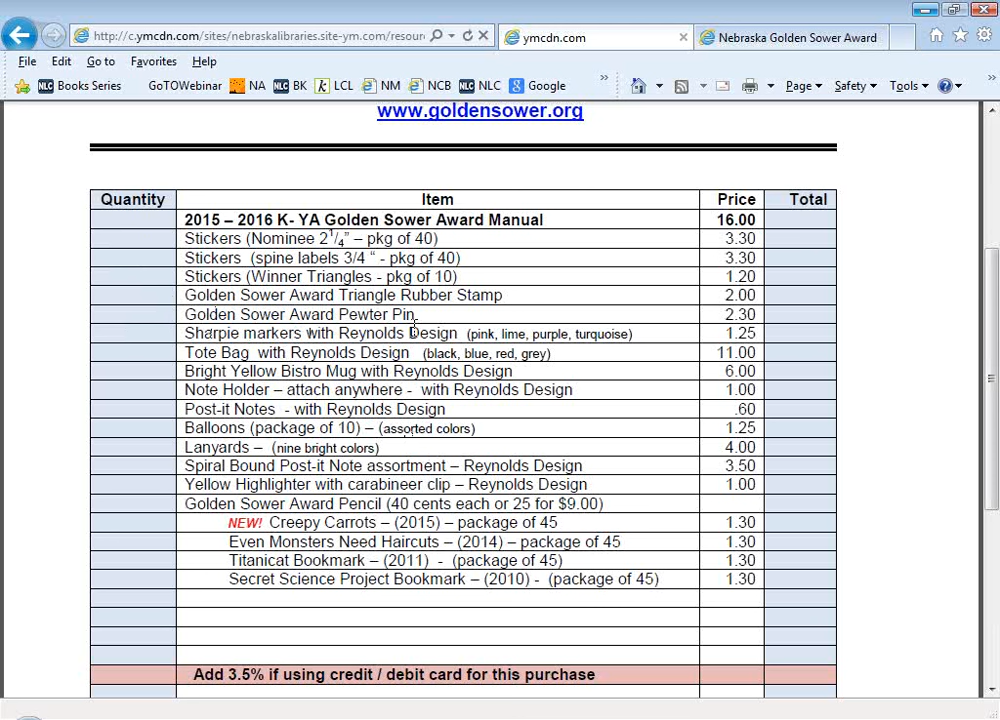 http://c.ymcdn.com/sites/nebraskalibraries.site-ym.com/resour
ymcdn.com
Nebraska Golden Sower Award
File Edit Go to Favorites Help
NLC Books Series GoTOWebinar NA NLC BK k LCL NM NCB NLC Google Page Safety Tools
www.goldensower.org
Quantity Item Price Total
2015 – 2016 K- YA Golden Sower Award Manual 16.00
Stickers (Nominee 2 1/4" – pkg of 40) 3.30
Stickers (spine labels 3/4 " - pkg of 40) 3.30
Stickers (Winner Triangles - pkg of 10) 1.20
Golden Sower Award Triangle Rubber Stamp 2.00
Golden Sower Award Pewter Pin 2.30
Sharpie markers with Reynolds Design (pink, lime, purple, turquoise) 1.25
Tote Bag with Reynolds Design (black, blue, red, grey) 11.00
Bright Yellow Bistro Mug with Reynolds Design 6.00
Note Holder – attach anywhere - with Reynolds Design 1.00
Post-it Notes - with Reynolds Design .60
Balloons (package of 10) – (assorted colors) 1.25
Lanyards – (nine bright colors) 4.00
Spiral Bound Post-it Note assortment – Reynolds Design 3.50
Yellow Highlighter with carabineer clip – Reynolds Design 1.00
Golden Sower Award Pencil (40 cents each or 25 for $9.00)
NEW! Creepy Carrots – (2015) – package of 45 1.30
Even Monsters Need Haircuts – (2014) – package of 45 1.30
Titanicat Bookmark – (2011) - (package of 45) 1.30
Secret Science Project Bookmark – (2010) - (package of 45) 1.30
Add 3.5% if using credit / debit card for this purchase